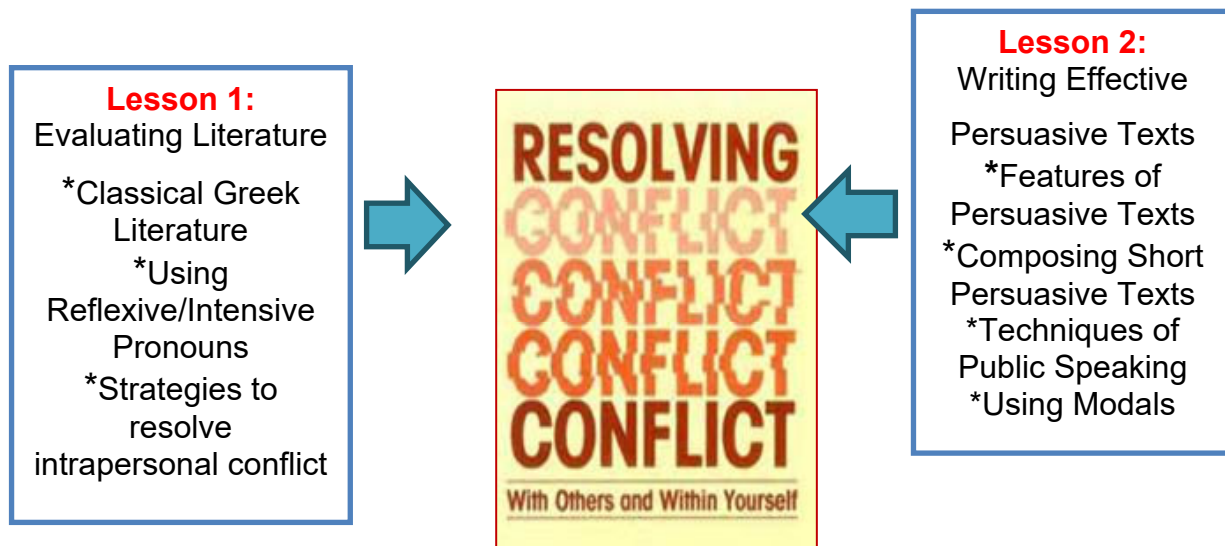 Lesson 1:
Evaluating Literature
*Classical Greek
Literature
*Using
Reflexive/Intensive
Pronouns
*Strategies to
resolve
intrapersonal conflict
RESOLVING
CONFLICT
CONFLICT
CONFLICT
CONFLICT
With Others and Within Yourself
Lesson 2:
Writing Effective
Persuasive Texts
*Features of
Persuasive Texts
*Composing Short
Persuasive Texts
*Techniques of
Public Speaking
*Using Modals